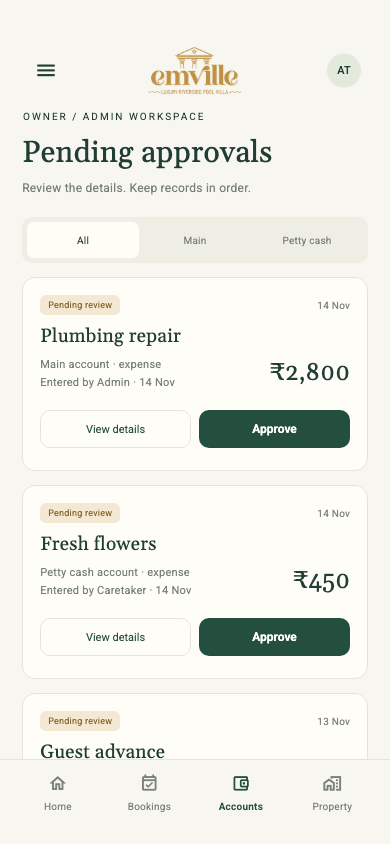 emville
LUXURY RIVERSIDE POOL VILLA
AT
OWNER / ADMIN WORKSPACE
Pending approvals
Review the details. Keep records in order.
All
Main
Petty cash
Pending review
14 Nov
Plumbing repair
Main account · expense
Entered by Admin · 14 Nov
₹2,800
View details
Approve
Pending review
14 Nov
Fresh flowers
Petty cash account · expense
Entered by Caretaker · 14 Nov
₹450
View details
Approve
Pending review
13 Nov
Guest advance
Home
Bookings
Accounts
Property